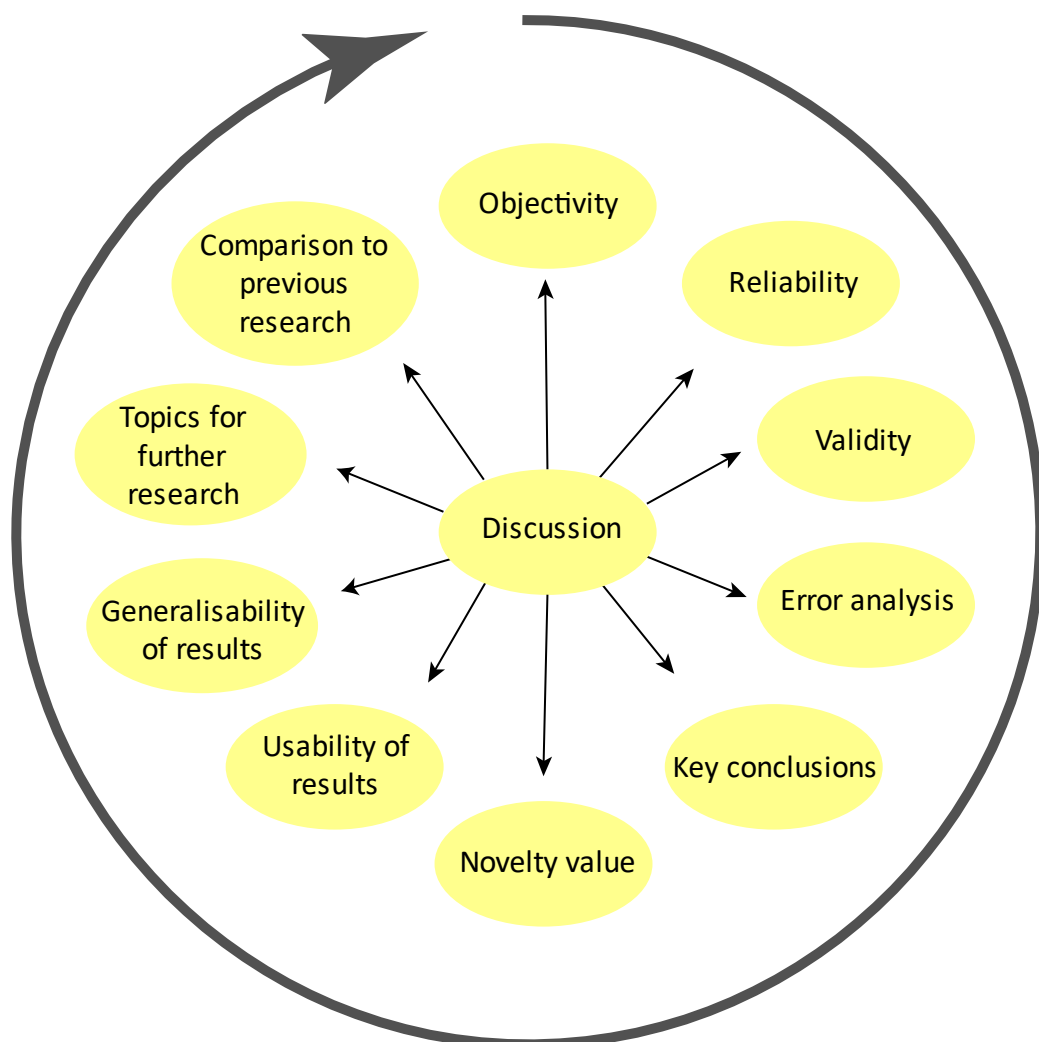 Objectivity
Reliability
Validity
Error analysis
Key conclusions
Novelty value
Usability of
results
Generalisability
of results
Topics for
further
research
Comparison to
previous
research
Discussion